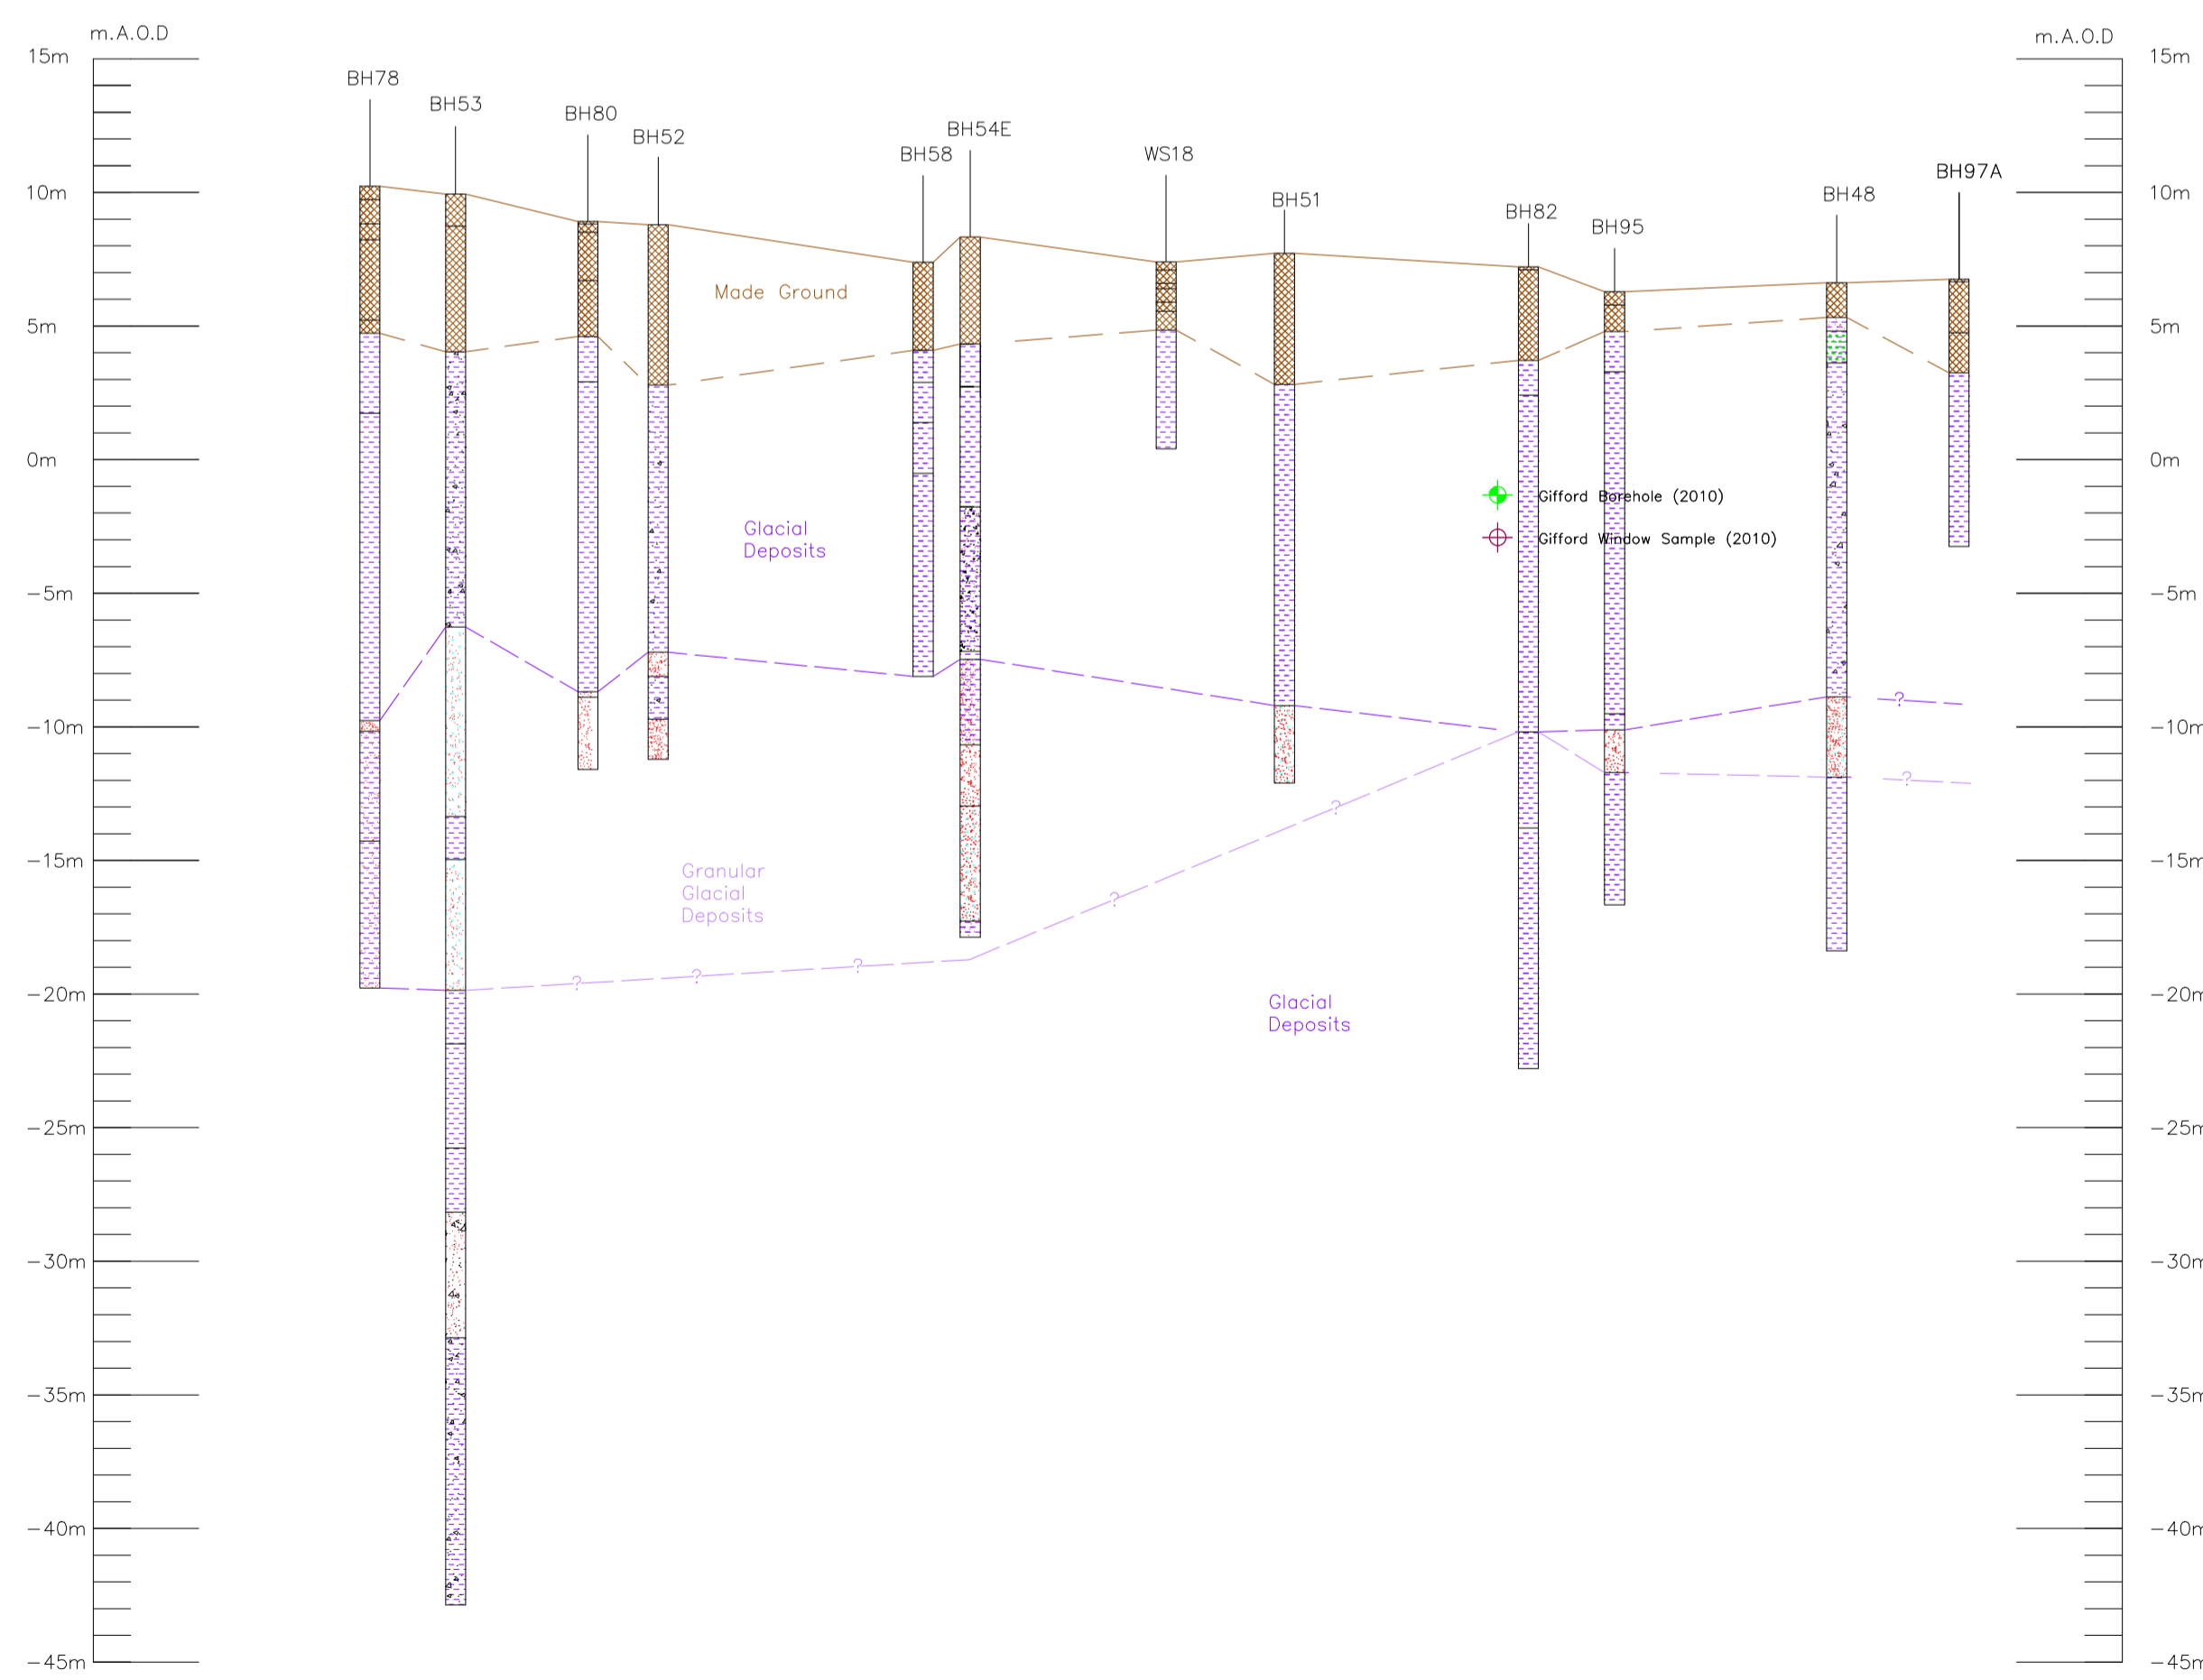 m.A.O.D
m.A.O.D
15m
15m
BH78
BH53
BH80
BH52
BH54E
BH58
WS18
BH97A
BH48
BH51
BH82
BH95
10m
10m
Made Ground
5m
5m
0m
0m
Gifford Borehole (2010)
Gifford Window Sample (2010)
Glacial
Deposits
-5m
-5m
?
-10m
-10m
?
?
-15m
-15m
Granular
Glacial
Deposits
?
?
?
?
-20m
-20m
Glacial
Deposits
-25m
-25m
-30m
-30m
-35m
-35m
-40m
-40m
-45m
-45m